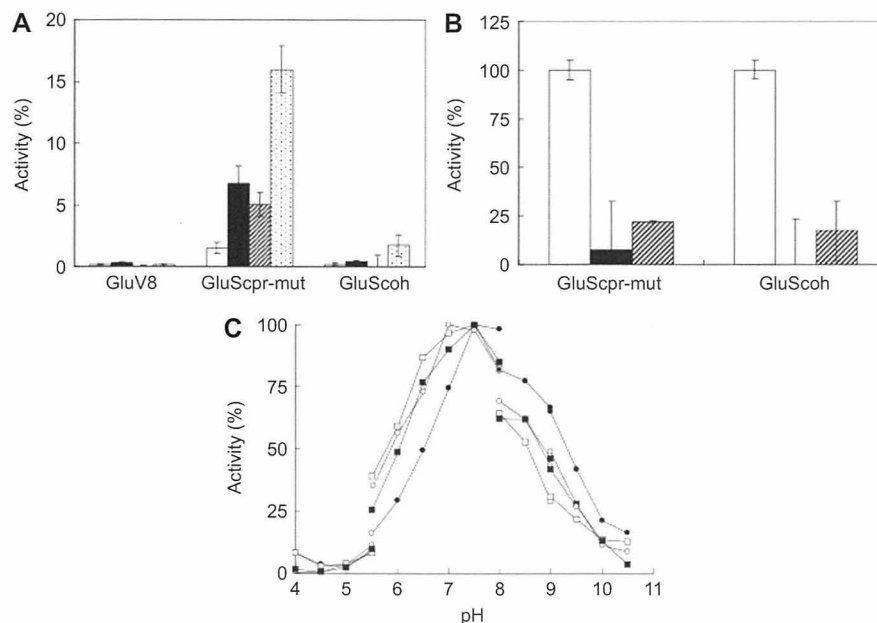 A
Activity (%)
20
15
10
5
0
GluV8
GluScpr-mut
GluScoh
B
Activity (%)
125
100
75
50
25
0
GluScpr-mut
GluScoh
C
Activity (%)
100
75
50
25
0
4 5 6 7 8 9 10 11
pH